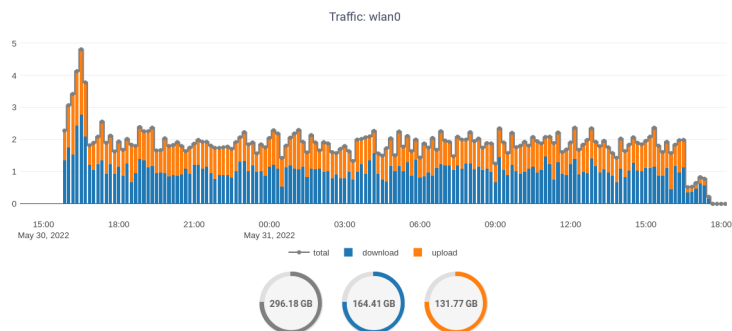 Traffic: wlan0
5
4
3
2
1
0
15:00 18:00 21:00 00:00 03:00 06:00 09:00 12:00 15:00 18:00
May 30, 2022 May 31, 2022
total download upload
296.18 GB 164.41 GB 131.77 GB